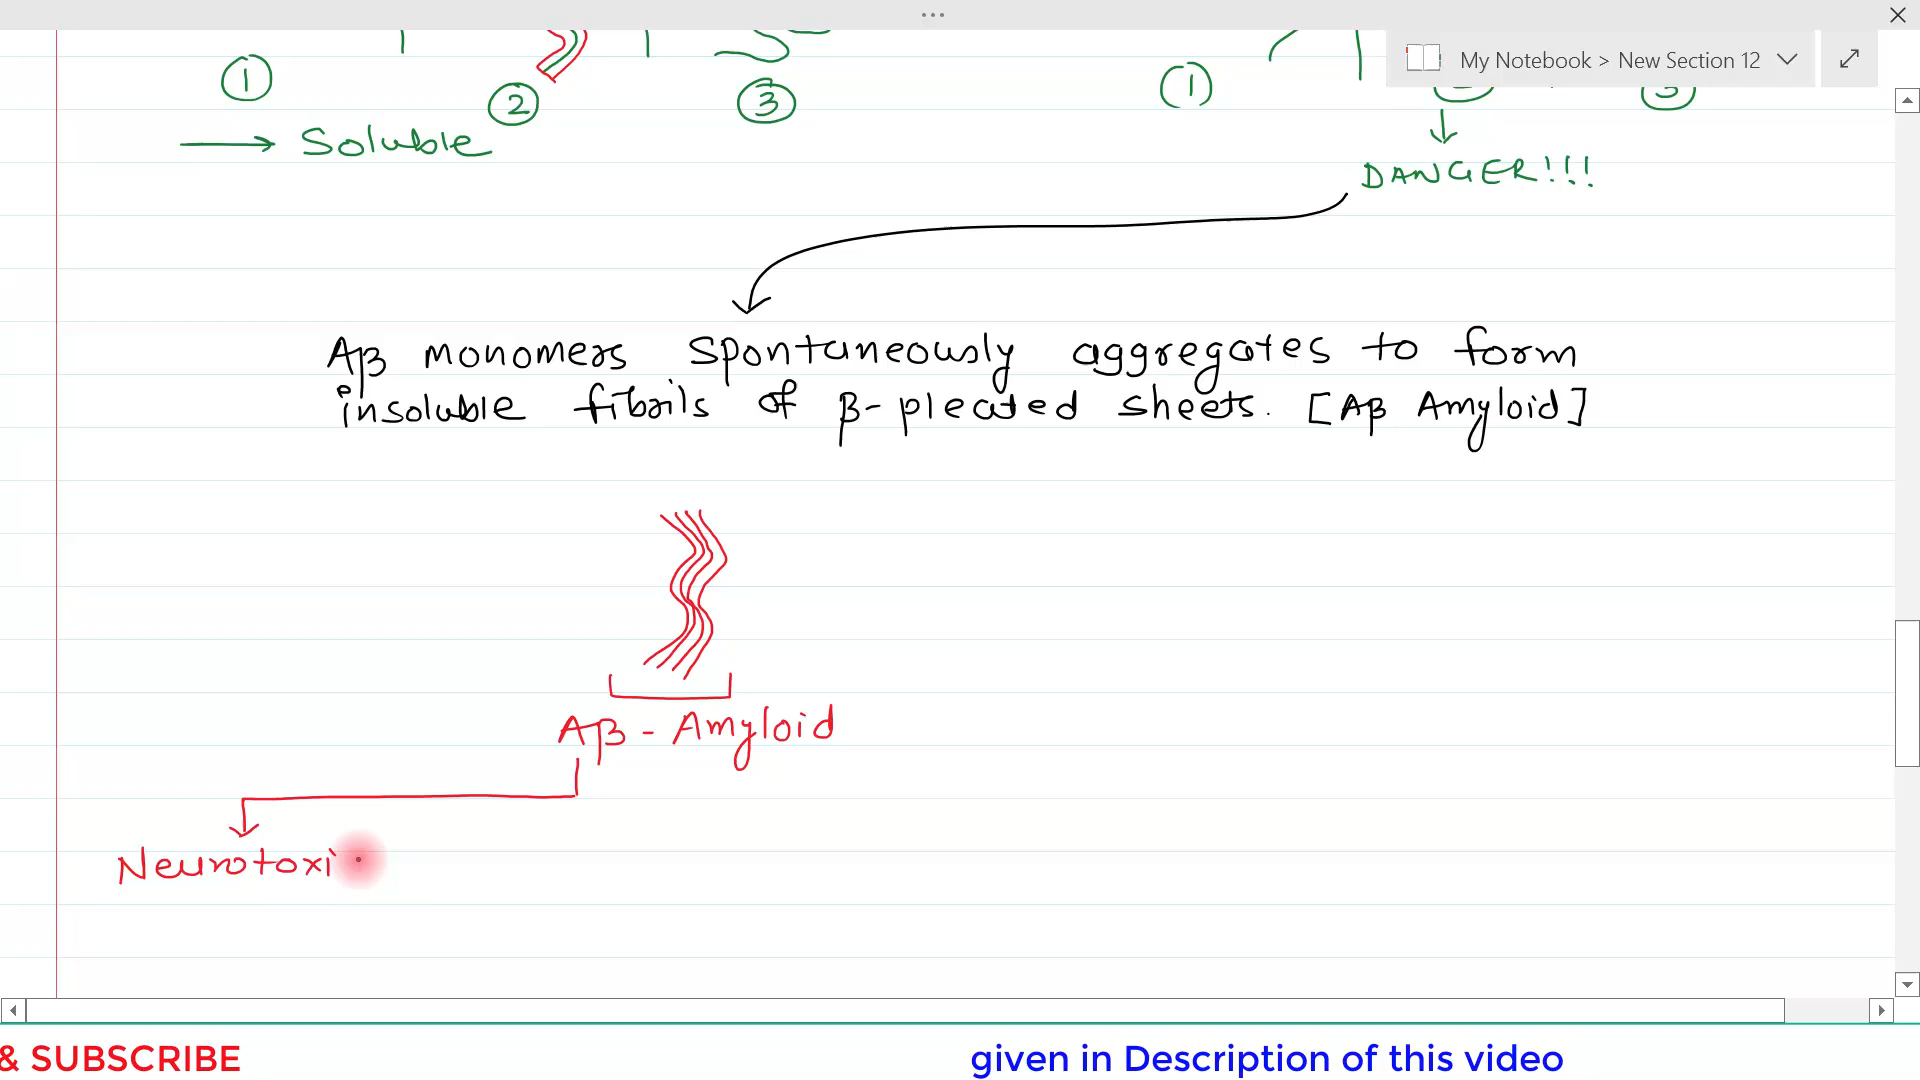 My Notebook > New Section 12
1
2
3
1
3
→ Soluble
DANGER!!!
Aβ monomers spontaneously aggregates to form
insoluble fibrils of β-pleated sheets. [Aβ Amyloid]
Aβ - Amyloid
Neurotoxi
& SUBSCRIBE
given in Description of this video